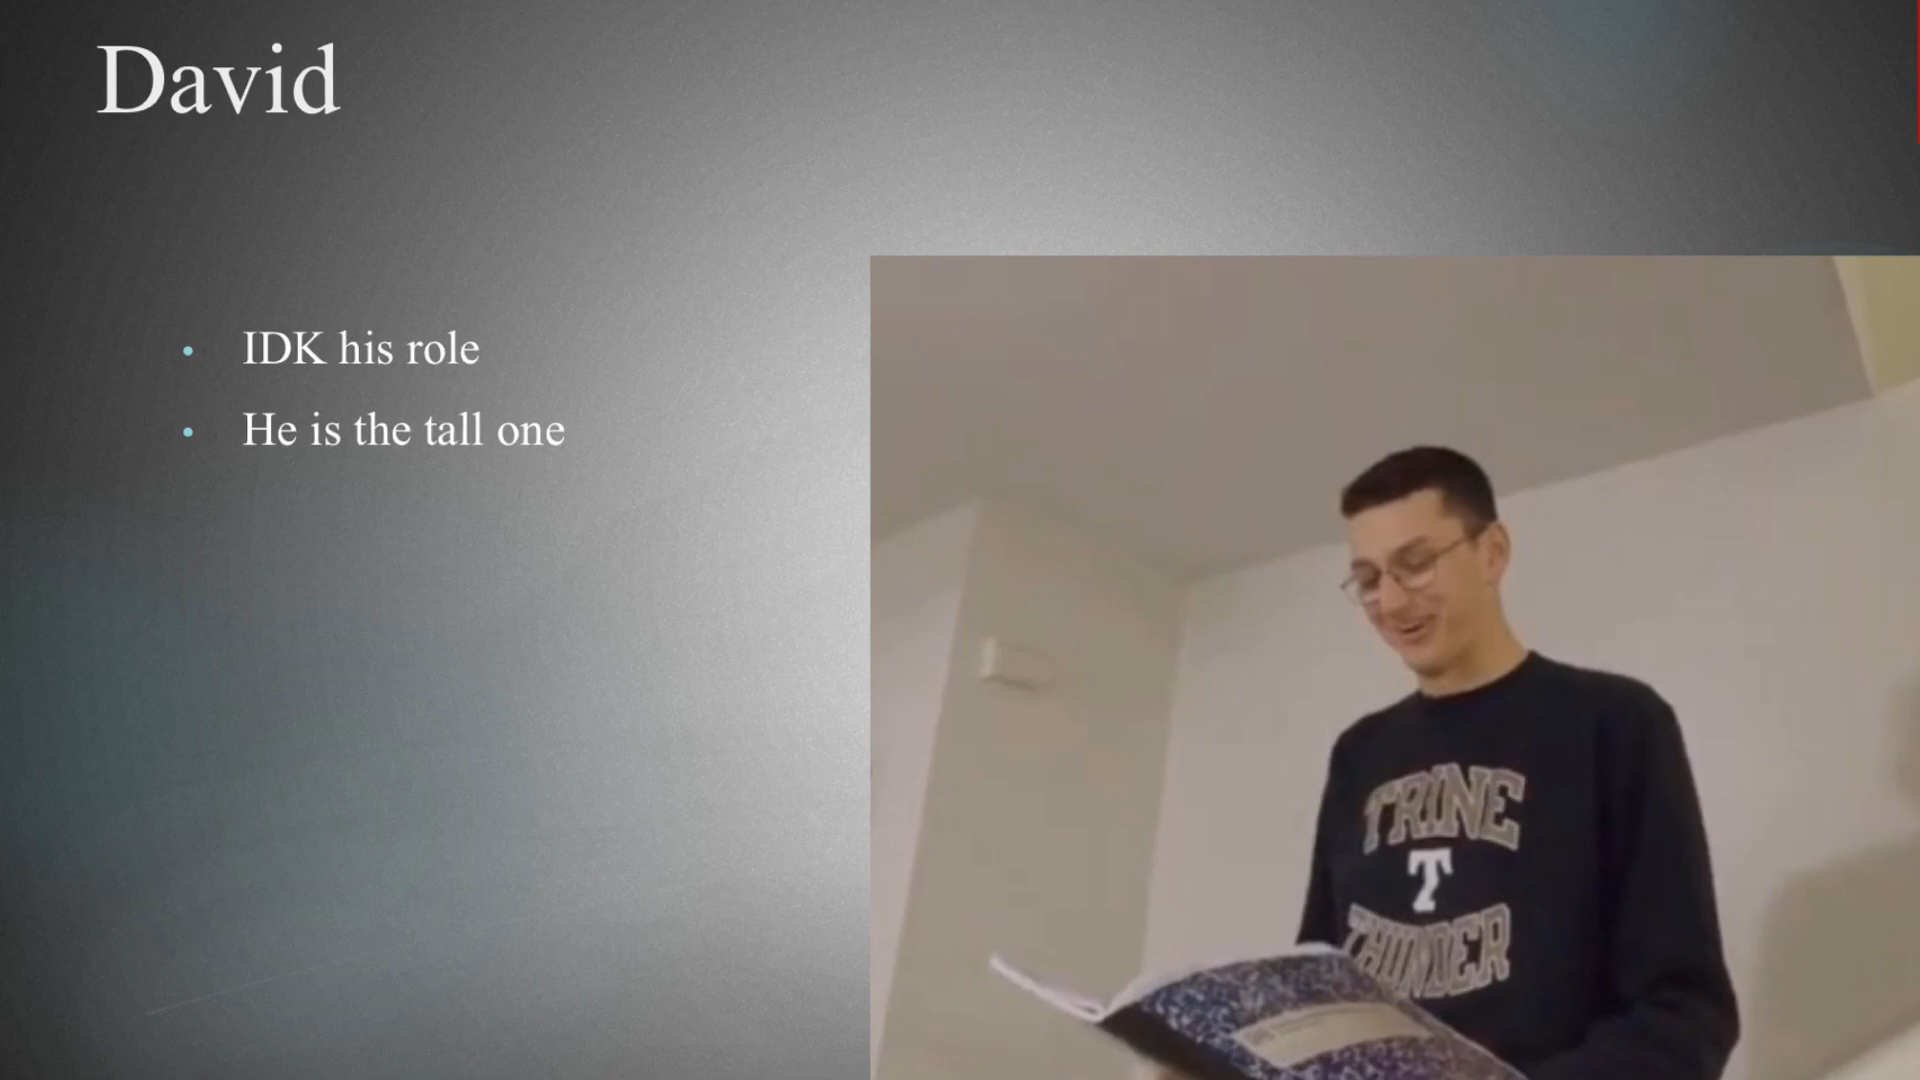 David
IDK his role
He is the tall one
TRINE
T
THUNDER